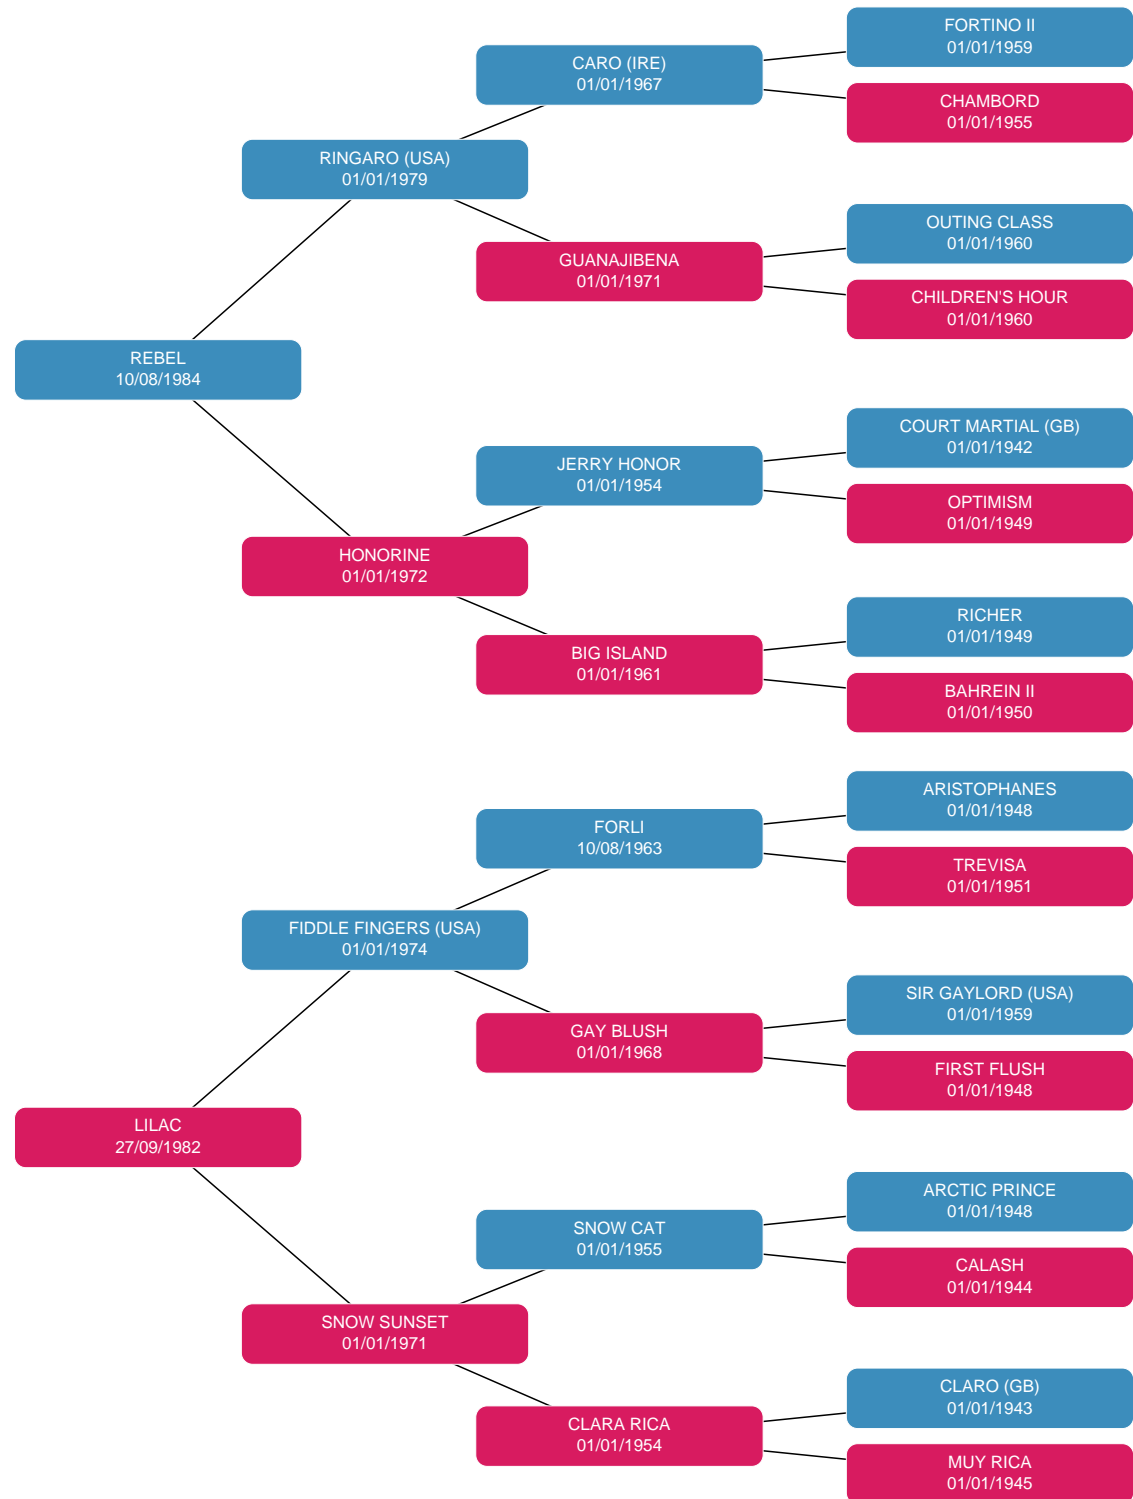 FORTINO II
01/01/1959
CARO (IRE)
01/01/1967
CHAMBORD
01/01/1955
RINGARO (USA)
01/01/1979
OUTING CLASS
01/01/1960
GUANAJIBENA
01/01/1971
CHILDREN'S HOUR
01/01/1960
REBEL
10/08/1984
COURT MARTIAL (GB)
01/01/1942
JERRY HONOR
01/01/1954
OPTIMISM
01/01/1949
HONORINE
01/01/1972
RICHER
01/01/1949
BIG ISLAND
01/01/1961
BAHREIN II
01/01/1950
ARISTOPHANES
01/01/1948
FORLI
10/08/1963
TREVISA
01/01/1951
FIDDLE FINGERS (USA)
01/01/1974
SIR GAYLORD (USA)
01/01/1959
GAY BLUSH
01/01/1968
FIRST FLUSH
01/01/1948
LILAC
27/09/1982
ARCTIC PRINCE
01/01/1948
SNOW CAT
01/01/1955
CALASH
01/01/1944
SNOW SUNSET
01/01/1971
CLARO (GB)
01/01/1943
CLARA RICA
01/01/1954
MUY RICA
01/01/1945